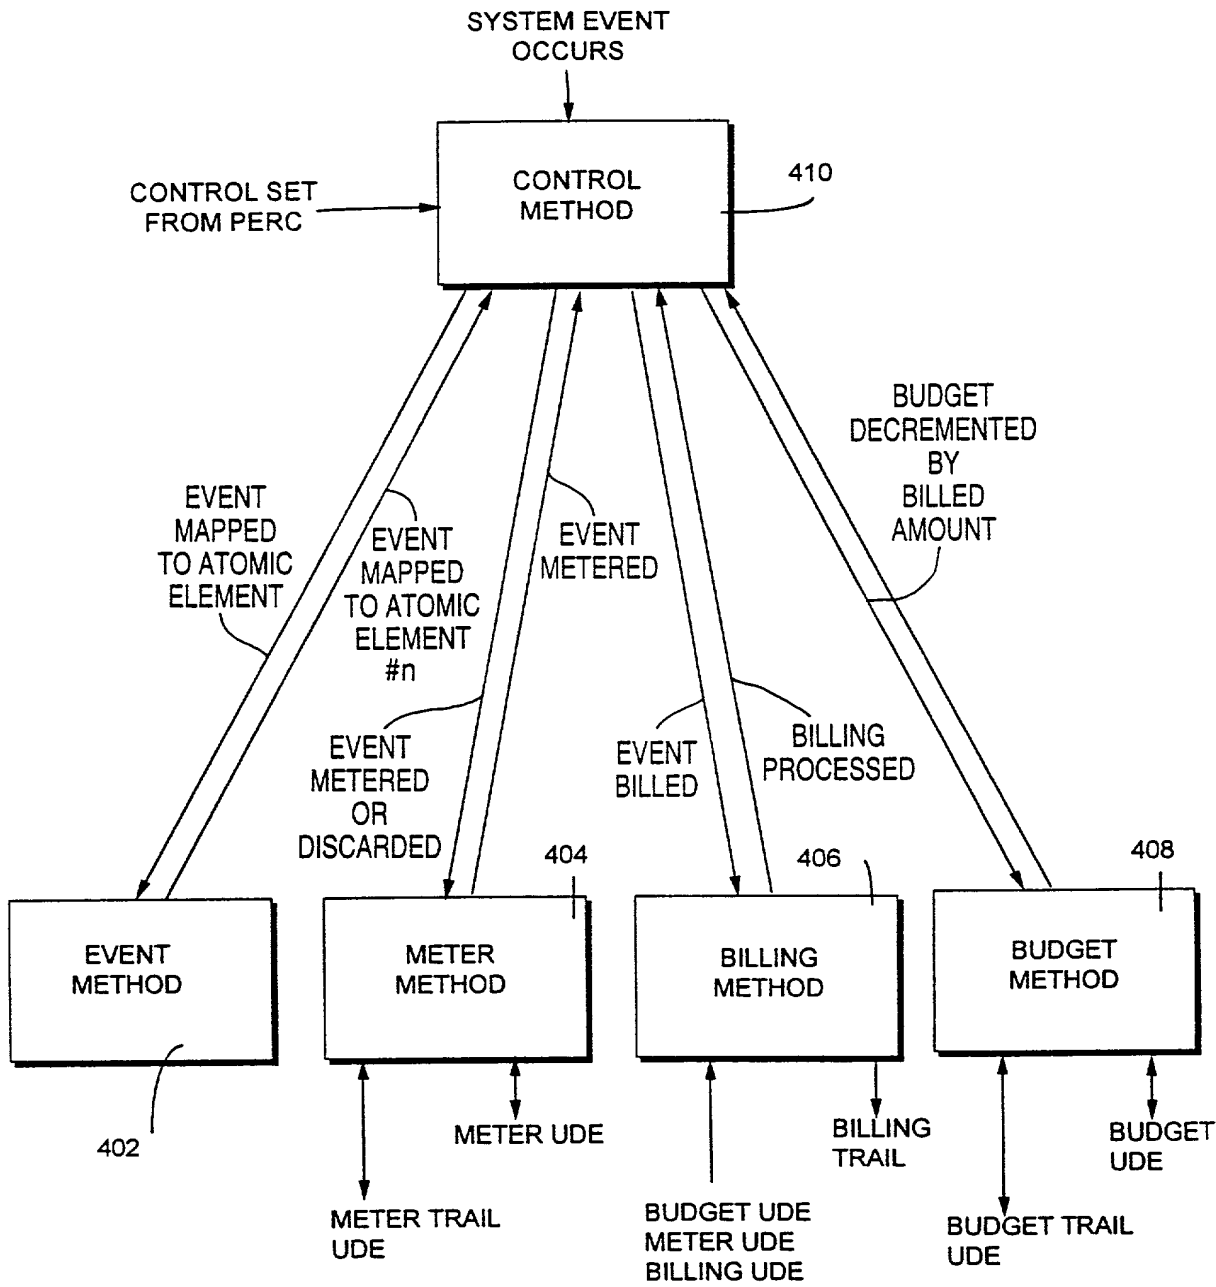 SYSTEM EVENT
OCCURS
CONTROL
METHOD
410
CONTROL SET
FROM PERC
BUDGET
DECREMENTED
BY
BILLED
AMOUNT
EVENT
MAPPED
TO ATOMIC
ELEMENT
EVENT
MAPPED
TO ATOMIC
ELEMENT
#n
EVENT
METERED
EVENT
METERED
OR
DISCARDED
EVENT
BILLED
BILLING
PROCESSED
404
406
408
EVENT
METHOD
METER
METHOD
BILLING
METHOD
BUDGET
METHOD
402
METER UDE
BILLING
TRAIL
BUDGET
UDE
METER TRAIL
UDE
BUDGET UDE
METER UDE
BILLING UDE
BUDGET TRAIL
UDE